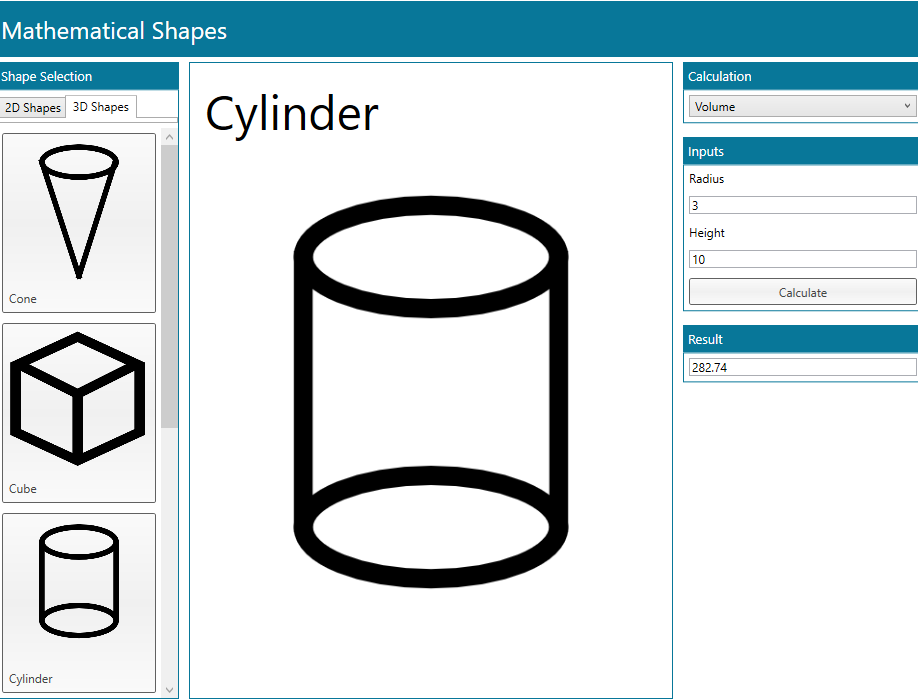 Mathematical Shapes
Shape Selection
2D Shapes 3D Shapes
Cone
Cube
Cylinder
Cylinder
Calculation
Volume
Inputs
Radius
3
Height
10
Calculate
Result
282.74